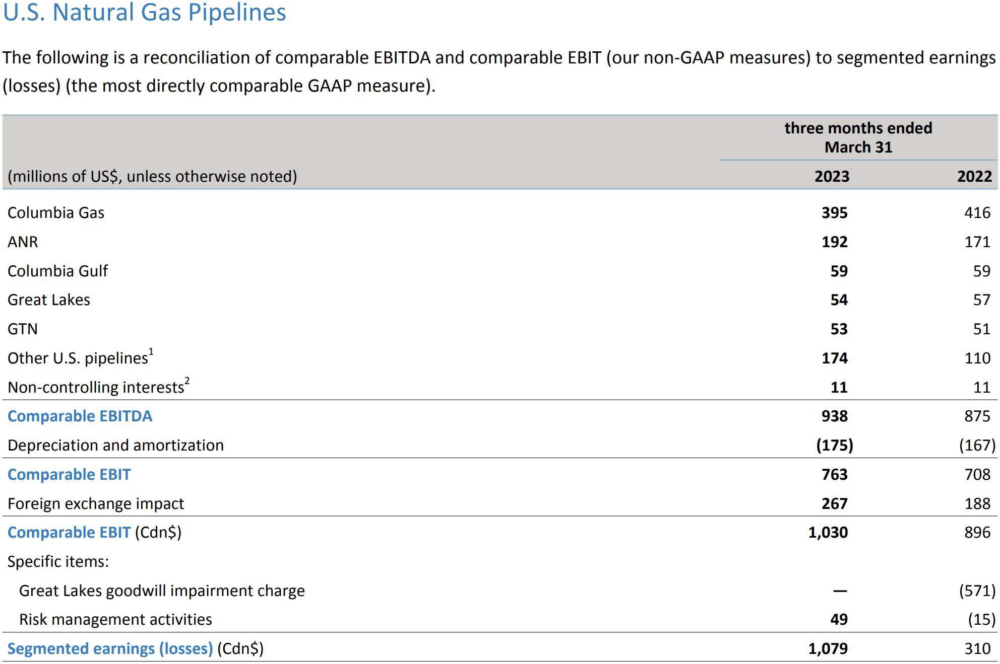 U.S. Natural Gas Pipelines
The following is a reconciliation of comparable EBITDA and comparable EBIT (our non-GAAP measures) to segmented earnings
(losses) (the most directly comparable GAAP measure).
three months ended
March 31
(millions of US$, unless otherwise noted) 2023 2022
Columbia Gas 395 416
ANR 192 171
Columbia Gulf 59 59
Great Lakes 54 57
GTN 53 51
Other U.S. pipelines1 174 110
Non-controlling interests2 11 11
Comparable EBITDA 938 875
Depreciation and amortization (175) (167)
Comparable EBIT 763 708
Foreign exchange impact 267 188
Comparable EBIT (Cdn$) 1,030 896
Specific items:
Great Lakes goodwill impairment charge — (571)
Risk management activities 49 (15)
Segmented earnings (losses) (Cdn$) 1,079 310